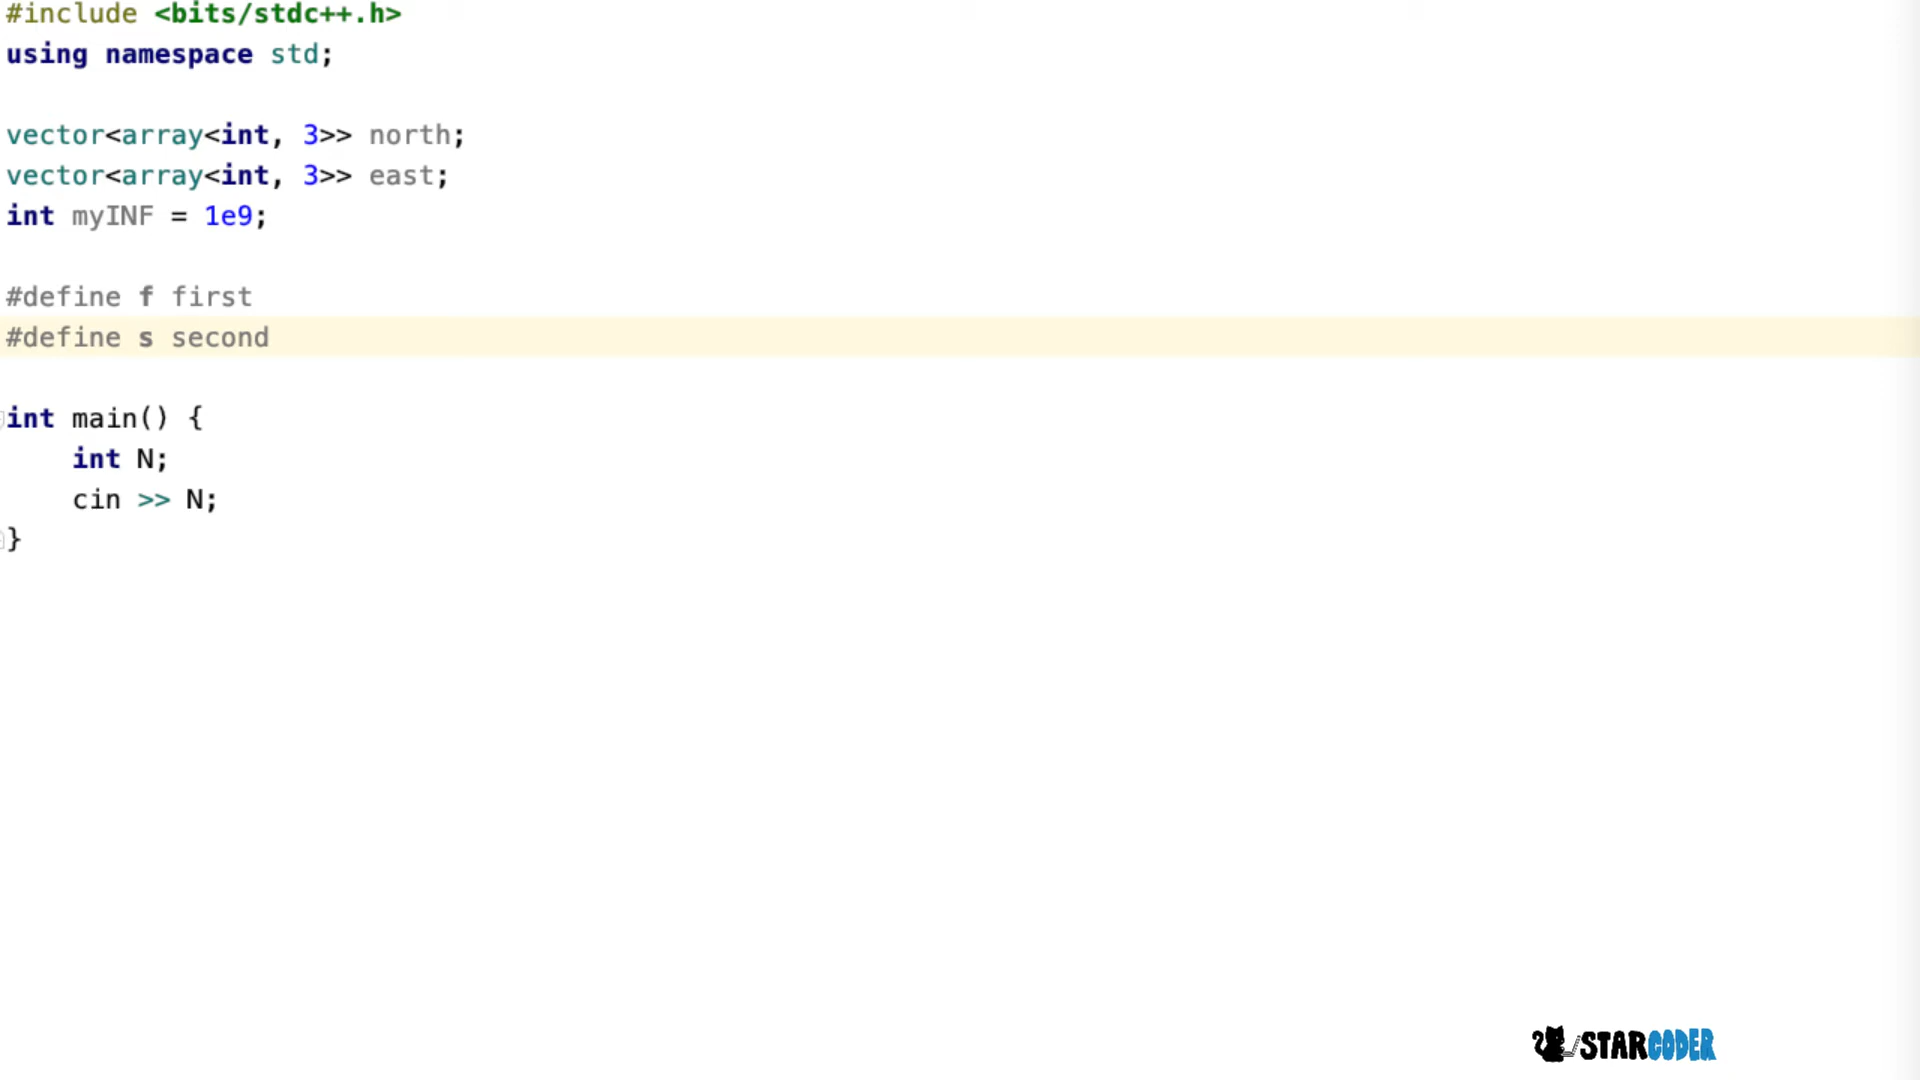 #include <bits/stdc++.h>
using namespace std;
vector<array<int, 3>> north;
vector<array<int, 3>> east;
int myINF = 1e9;
#define f first
#define s second
int main() {
    int N;
    cin >> N;
}
STARCODER